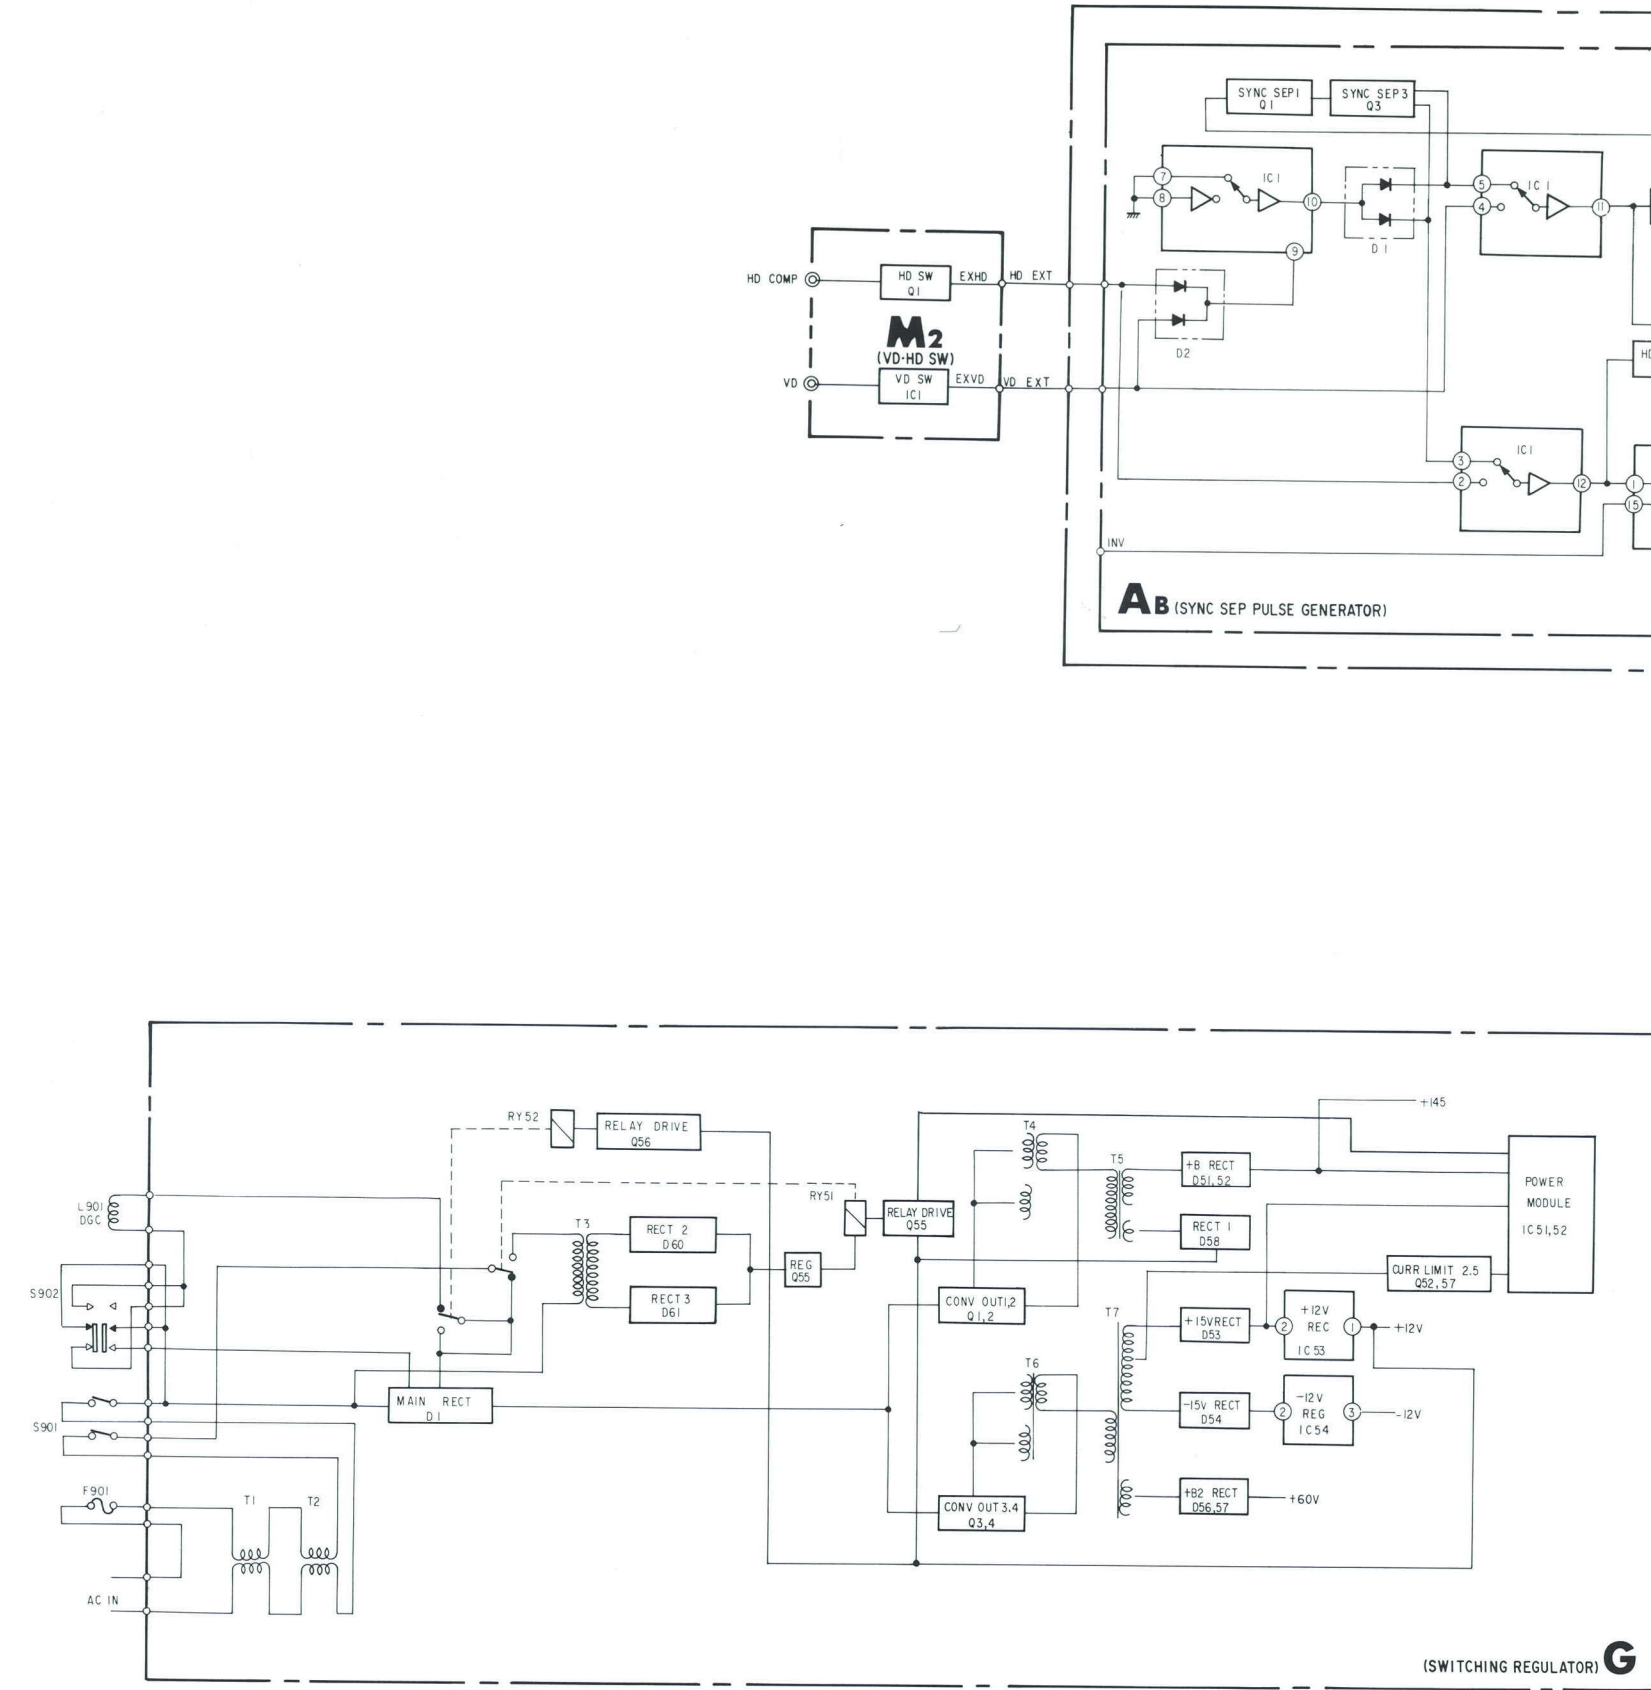 SYNC SEP1
Q1
SYNC SEP3
Q3
7
8
IC1
10
9
D1
5
4
IC1
11
HD COMP
HD SW
Q1
EXHD
HD EXT
M2
(VD·HD SW)
VD
VD SW
IC1
EXVD
VD EXT
D2
HD
3
2
IC1
12
1
15
INV
AB (SYNC SEP PULSE GENERATOR)
+145
RY52
RELAY DRIVE
Q56
T4
T5
+B RECT
D51,52
POWER
MODULE
IC51,52
L901
DGC
RY51
RELAY DRIVE
Q55
T3
RECT 2
D60
RECT 1
D58
REG
Q55
CURR LIMIT 2.5
Q52,57
S902
RECT 3
D61
CONV OUT1,2
Q1,2
T7
+15VRECT
D53
2
+12V
REC
IC53
1
+12V
T6
MAIN RECT
D1
-15V RECT
D54
2
-12V
REG
IC54
3
-12V
S901
F901
T1
T2
CONV OUT3.4
Q3,4
+B2 RECT
D56,57
+60V
AC IN
(SWITCHING REGULATOR) G